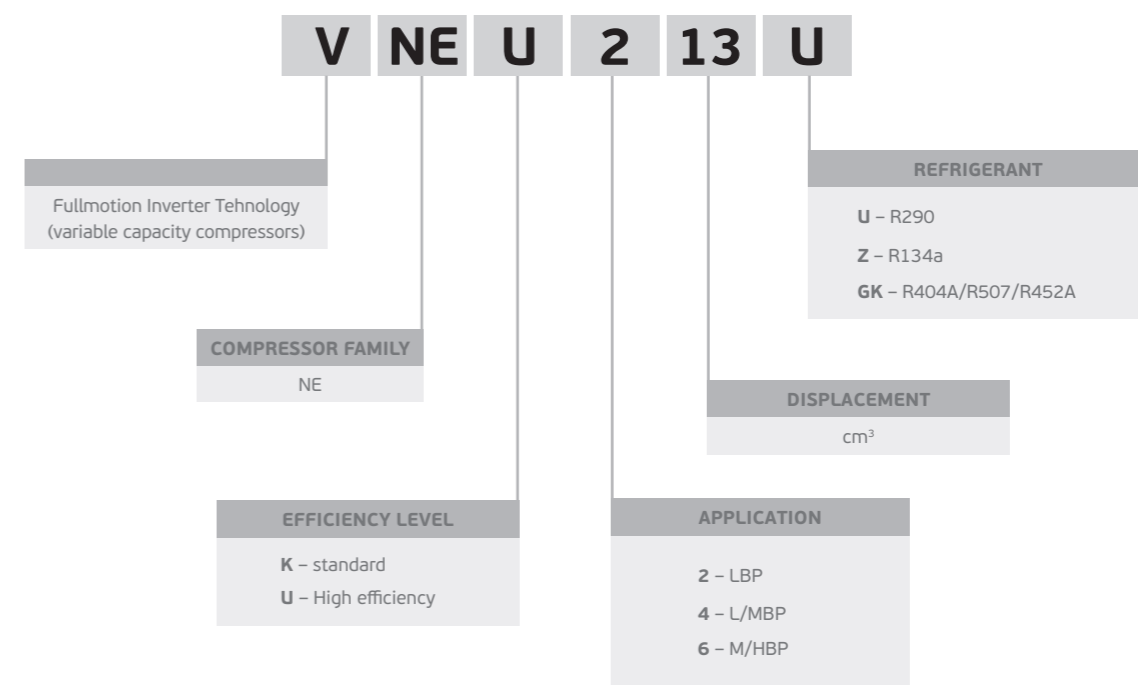 V NE U 2 13 U
REFRIGERANT
U – R290
Z – R134a
GK – R404A/R507/R452A
Fullmotion Inverter Tehnology
(variable capacity compressors)
COMPRESSOR FAMILY
NE
DISPLACEMENT
cm³
EFFICIENCY LEVEL
K – standard
U – High efficiency
APPLICATION
2 – LBP
4 – L/MBP
6 – M/HBP